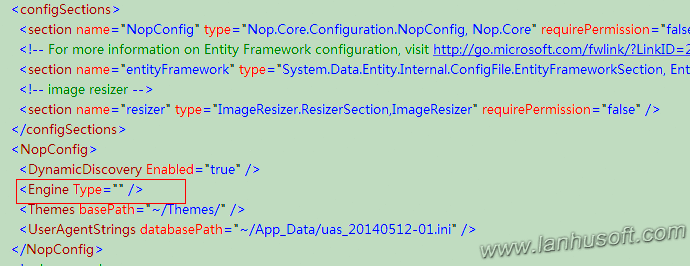 <configSections>
<section name="NopConfig" type="Nop.Core.Configuration.NopConfig, Nop.Core" requirePermission="false
<!-- For more information on Entity Framework configuration, visit http://go.microsoft.com/fwlink/?LinkID=2
<section name="entityFramework" type="System.Data.Entity.Internal.ConfigFile.EntityFrameworkSection, Ent
<!-- image resizer -->
<section name="resizer" type="ImageResizer.ResizerSection,ImageResizer" requirePermission="false" />
</configSections>
<NopConfig>
<DynamicDiscovery Enabled="true" />
<Engine Type="" />
<Themes basePath="~/Themes/" />
<UserAgentStrings databasePath="~/App_Data/uas_20140512-01.ini" />
</NopConfig>
www.lanhusoft.com